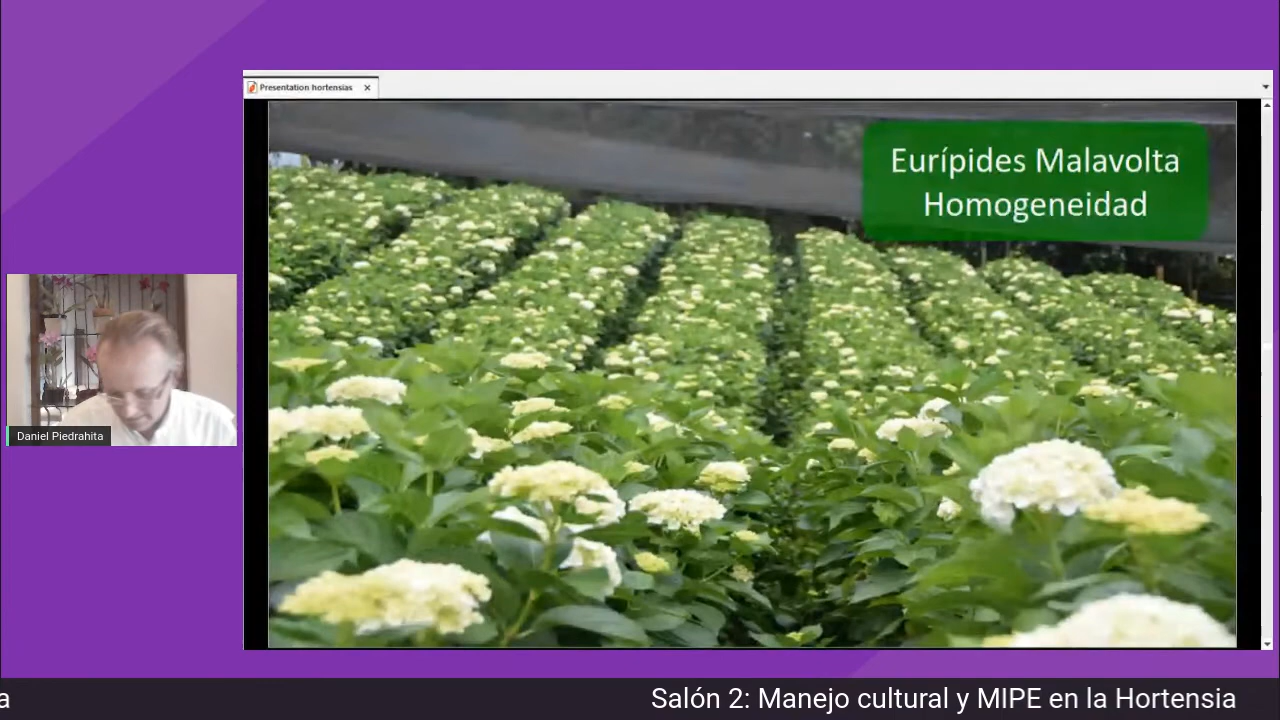 Presentation hortensias
Eurípides Malavolta
Homogeneidad
Daniel Piedrahita
a
Salón 2: Manejo cultural y MIPE en la Hortensia